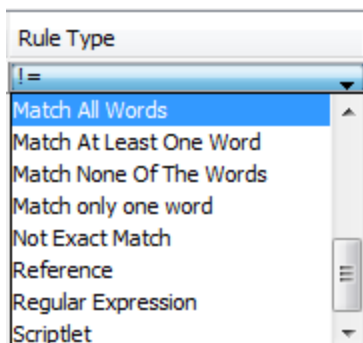 Rule Type
!=
Match All Words
Match At Least One Word
Match None Of The Words
Match only one word
Not Exact Match
Reference
Regular Expression
Scriptlet